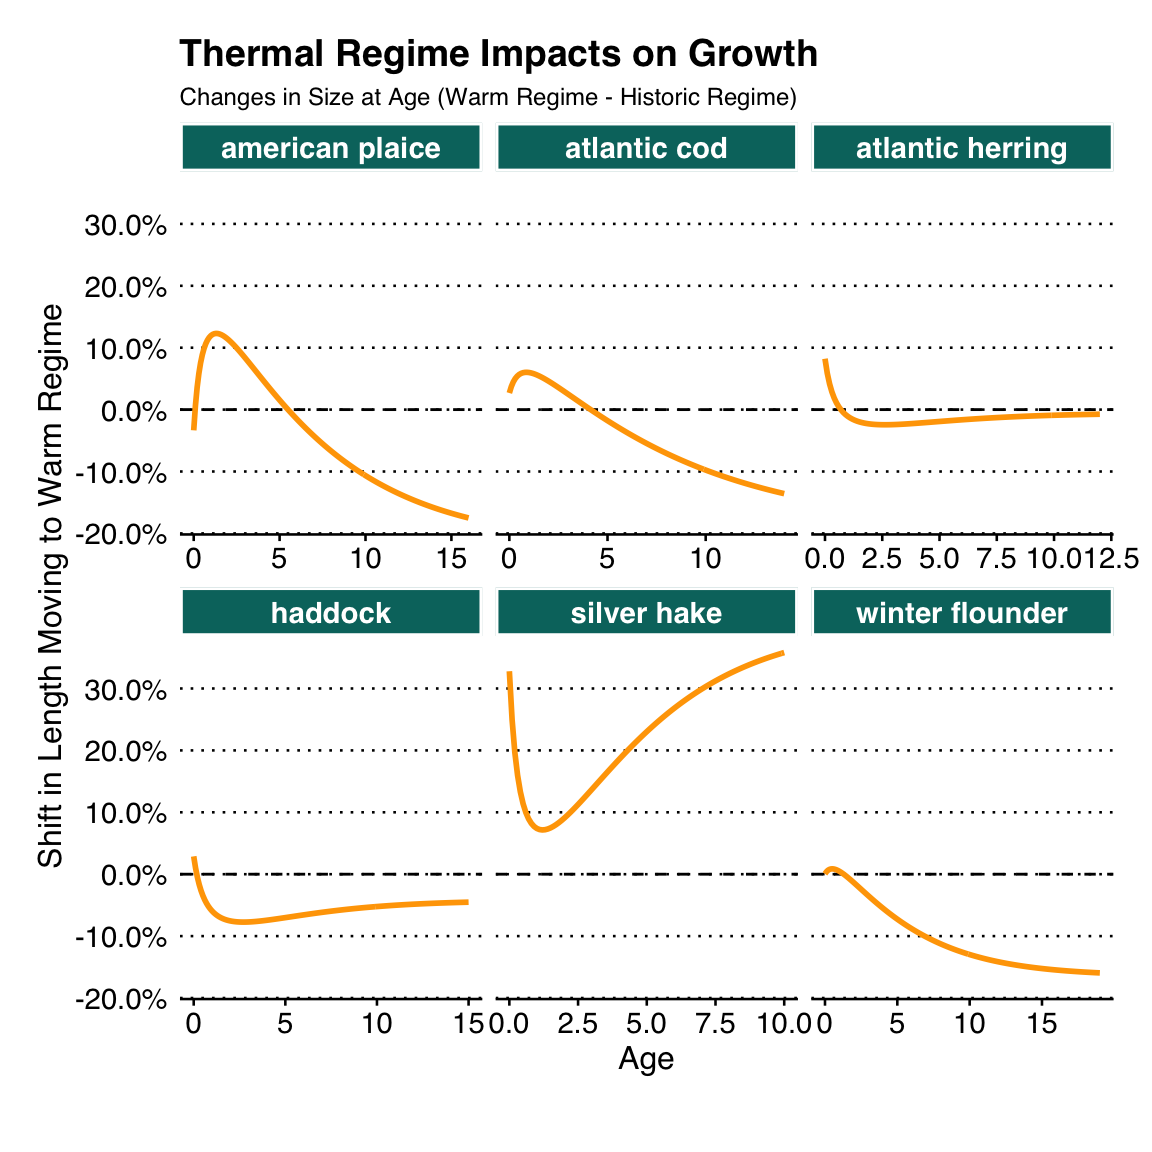 Thermal Regime Impacts on Growth
Changes in Size at Age (Warm Regime - Historic Regime)
american plaice atlantic cod atlantic herring
Shift in Length Moving to Warm Regime
30.0%
20.0%
10.0%
0.0%
-10.0%
-20.0%
0 5 10 15 0 5 10 0.0 2.5 5.0 7.5 10.0 12.5
haddock silver hake winter flounder
30.0%
20.0%
10.0%
0.0%
-10.0%
-20.0%
0 5 10 15 0.0 2.5 5.0 7.5 10.0 0 5 10 15
Age